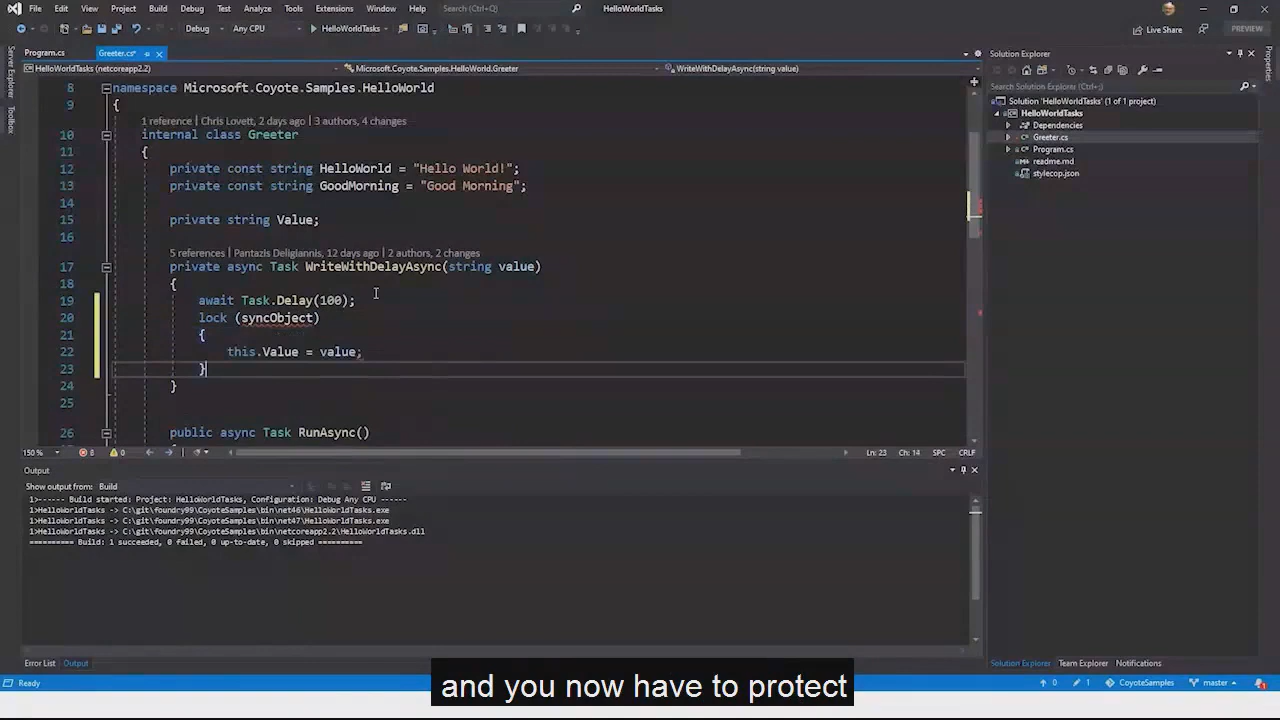 File Edit View Project Build Debug Test Analyze Tools Extensions Window Help Search (Ctrl+Q) HelloWorldTasks
Debug Any CPU HelloWorldTasks Live Share PREVIEW
Server Explorer
Toolbox
Program.cs Greeter.cs*
HelloWorldTasks (netcoreapp2.2) Microsoft.Coyote.Samples.HelloWorld.Greeter WriteWithDelayAsync(string value)
8 namespace Microsoft.Coyote.Samples.HelloWorld
9 {
1 reference | Chris Lovett, 2 days ago | 3 authors, 4 changes
10 internal class Greeter
11 {
12 private const string HelloWorld = "Hello World!";
13 private const string GoodMorning = "Good Morning";
14
15 private string Value;
16
5 references | Pantazis Deligiannis, 12 days ago | 2 authors, 2 changes
17 private async Task WriteWithDelayAsync(string value)
18 {
19 await Task.Delay(100);
20 lock (syncObject)
21 {
22 this.Value = value;
23 }
24 }
25
26 public async Task RunAsync()
150 % 8 0 Ln: 23 Ch: 14 SPC CRLF
Output
Show output from: Build
1>------ Build started: Project: HelloWorldTasks, Configuration: Debug Any CPU ------
1>HelloWorldTasks -> C:\git\foundry99\CoyoteSamples\bin\net46\HelloWorldTasks.exe
1>HelloWorldTasks -> C:\git\foundry99\CoyoteSamples\bin\net47\HelloWorldTasks.exe
1>HelloWorldTasks -> C:\git\foundry99\CoyoteSamples\bin\netcoreapp2.2\HelloWorldTasks.dll
========== Build: 1 succeeded, 0 failed, 0 up-to-date, 0 skipped ==========
Error List Output
Solution Explorer
Search Solution Explorer (Ctrl+;)
Solution 'HelloWorldTasks' (1 of 1 project)
HelloWorldTasks
Dependencies
Greeter.cs
Program.cs
readme.md
stylecop.json
Solution Explorer Team Explorer Notifications
Properties
Ready 0 1 CoyoteSamples master 1
and you now have to protect